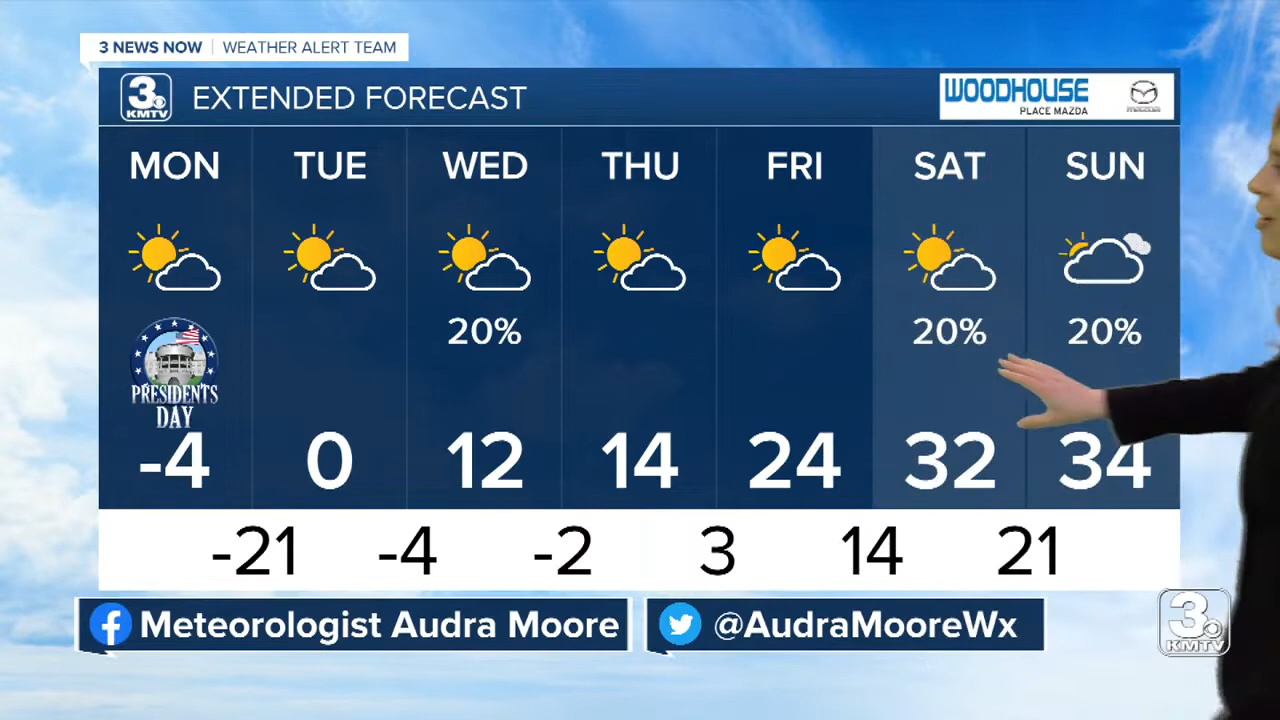 3 NEWS NOW | WEATHER ALERT TEAM
3 KMTV EXTENDED FORECAST
WOODHOUSE
PLACE MAZDA
mazda
MON TUE WED THU FRI SAT SUN
20% 20% 20%
PRESIDENTS
DAY
-4 0 12 14 24 32 34
-21 -4 -2 3 14 21
Meteorologist Audra Moore @AudraMooreWx
3
KMTV